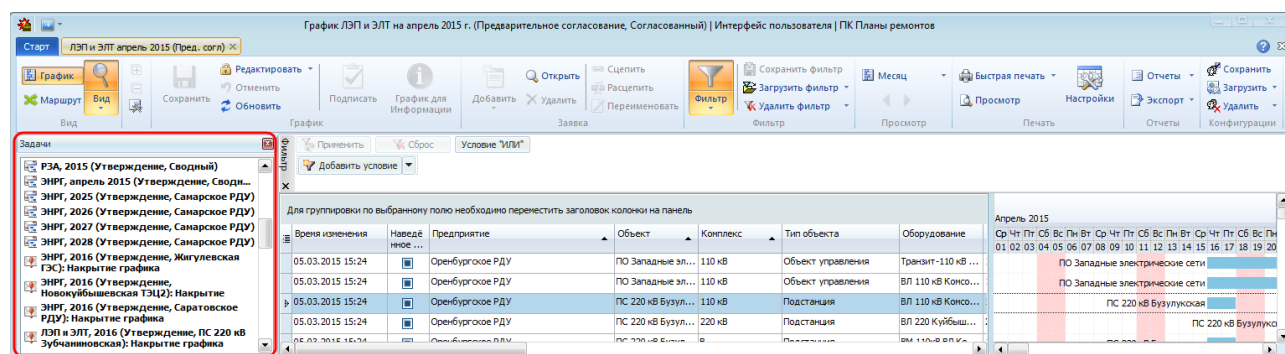 График ЛЭП и ЭЛТ на апрель 2015 г. (Предварительное согласование, Согласованный) | Интерфейс пользователя | ПК Планы ремонтов
Старт ЛЭП и ЭЛТ апрель 2015 (Пред. согл)
График Вид Сохранить Редактировать Подписать График для Информации Добавить Открыть Сцепить Фильтр Сохранить фильтр Месяц Быстрая печать Настройки Отчеты Сохранить
Маршрут Отменить Удалить Расцепить Загрузить фильтр Просмотр Экспорт Загрузить
Обновить Переименовать Удалить фильтр Удалить
Вид График Заявка Фильтр Просмотр Печать Отчеты Конфигурации
Задачи
РЗА, 2015 (Утверждение, Сводный)
ЭНРГ, апрель 2015 (Утверждение, Сводн...
ЭНРГ, 2025 (Утверждение, Самарское РДУ)
ЭНРГ, 2026 (Утверждение, Самарское РДУ)
ЭНРГ, 2027 (Утверждение, Самарское РДУ)
ЭНРГ, 2028 (Утверждение, Самарское РДУ)
ЭНРГ, 2016 (Утверждение, Жигулевская
ГЭС): Накрытие графика
ЭНРГ, 2016 (Утверждение,
Новокуйбышевская ТЭЦ2): Накрытие
ЭНРГ, 2016 (Утверждение, Саратовское
РДУ): Накрытие графика
ЛЭП и ЭЛТ, 2016 (Утверждение, ПС 220 кВ
Зубчаниновская): Накрытие графика
Фильтр
Применить Сброс Условие "ИЛИ"
Добавить условие
Для группировки по выбранному полю необходимо переместить заголовок колонки на панель
Время изменения Наведённое ... Предприятие Объект Комплекс Тип объекта Оборудование
05.03.2015 15:24 Оренбургское РДУ ПО Западные эл... 110 кВ Объект управления Транзит-110 кВ ...
05.03.2015 15:24 Оренбургское РДУ ПО Западные эл... 110 кВ Объект управления ВЛ 110 кВ Консо...
05.03.2015 15:24 Оренбургское РДУ ПС 220 кВ Бузул... 110 кВ Подстанция ВЛ 110 кВ Консо...
05.03.2015 15:24 Оренбургское РДУ ПС 220 кВ Бузул... 220 кВ Подстанция ВЛ 220 Куйбыш...
Апрель 2015
Ср Чт Пт Сб Вс Пн Вт Ср Чт Пт Сб Вс Пн Вт Ср Чт Пт Сб Вс Пн
01 02 03 04 05 06 07 08 09 10 11 12 13 14 15 16 17 18 19 20
ПО Западные электрические сети
ПО Западные электрические сети
ПС 220 кВ Бузулукская
ПС 220 кВ Бузулукс